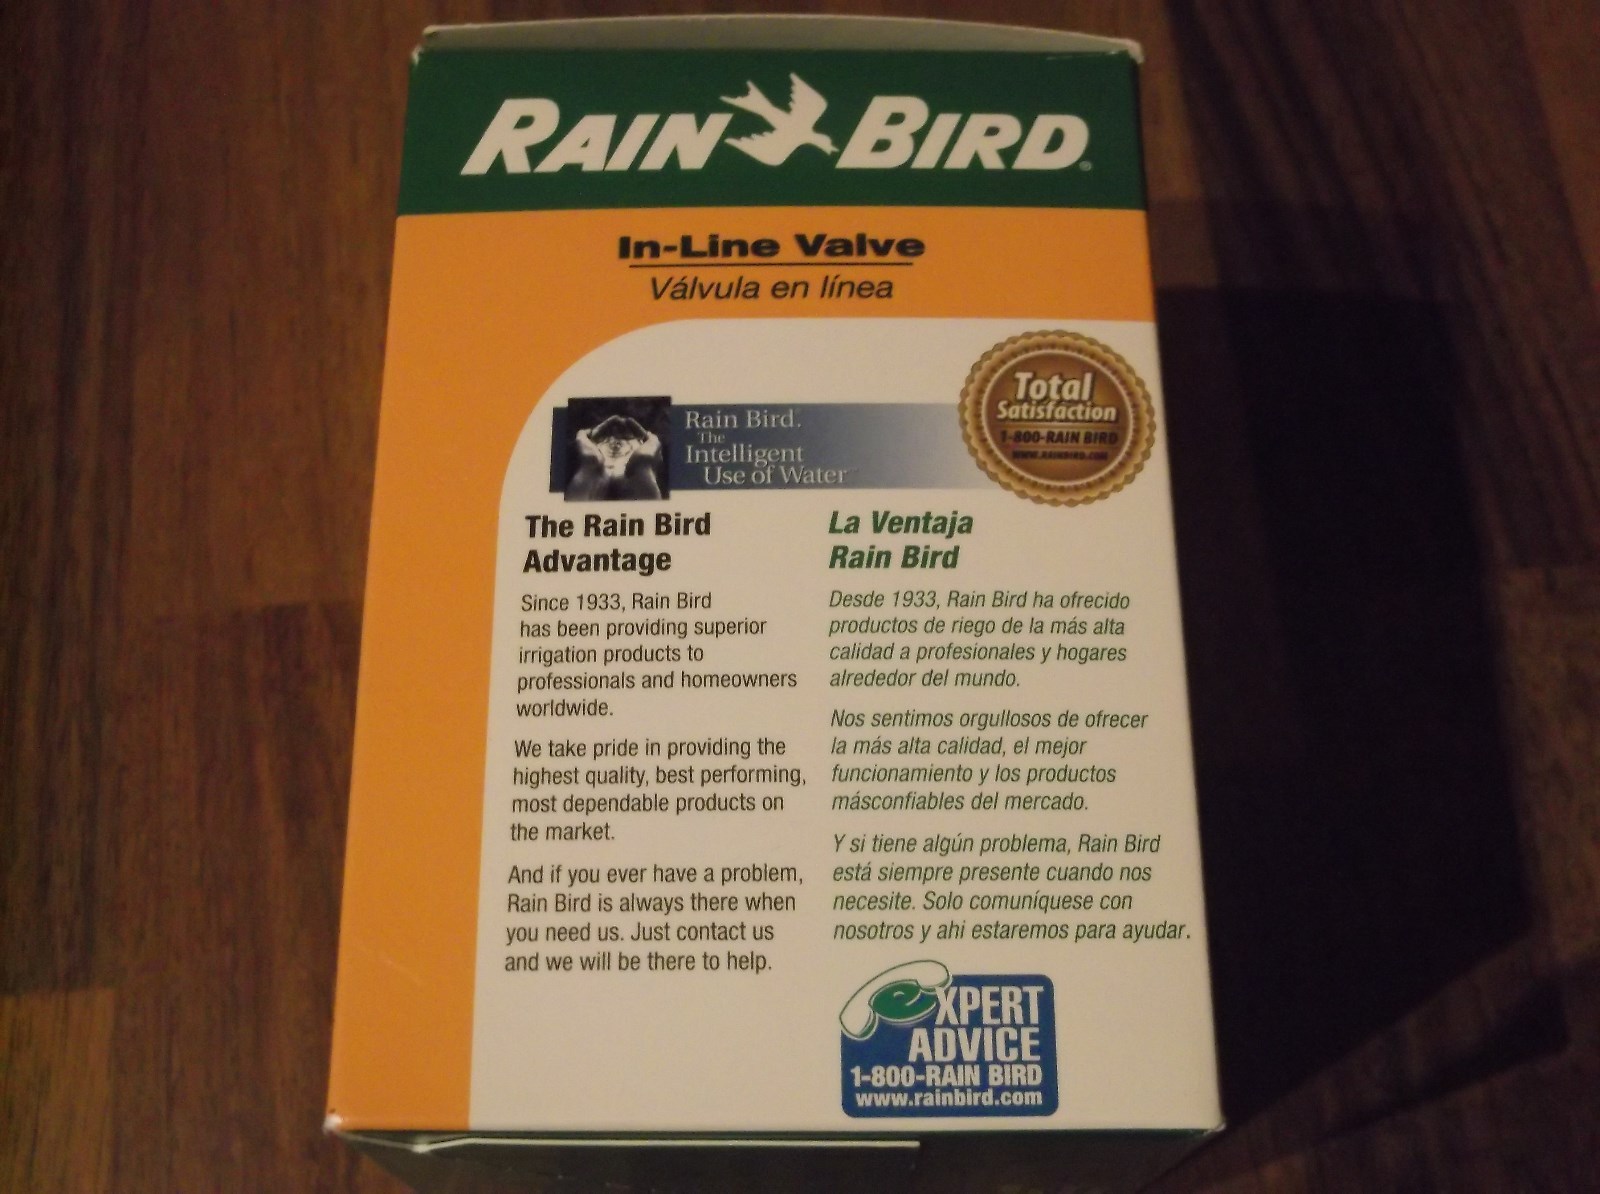 RAIN BIRD®
In-Line Valve
Válvula en línea
Total
Satisfaction
1-800-RAIN BIRD
WWW.RAINBIRD.COM
Rain Bird.
The
Intelligent
Use of Water
The Rain Bird
Advantage
Since 1933, Rain Bird
has been providing superior
irrigation products to
professionals and homeowners
worldwide.
We take pride in providing the
highest quality, best performing,
most dependable products on
the market.
And if you ever have a problem,
Rain Bird is always there when
you need us. Just contact us
and we will be there to help.
La Ventaja
Rain Bird
Desde 1933, Rain Bird ha ofrecido
productos de riego de la más alta
calidad a profesionales y hogares
alrededor del mundo.
Nos sentimos orgullosos de ofrecer
la más alta calidad, el mejor
funcionamiento y los productos
másconfiables del mercado.
Y si tiene algún problema, Rain Bird
está siempre presente cuando nos
necesite. Solo comuníquese con
nosotros y ahi estaremos para ayudar.
eXPERT
ADVICE
1-800-RAIN BIRD
www.rainbird.com